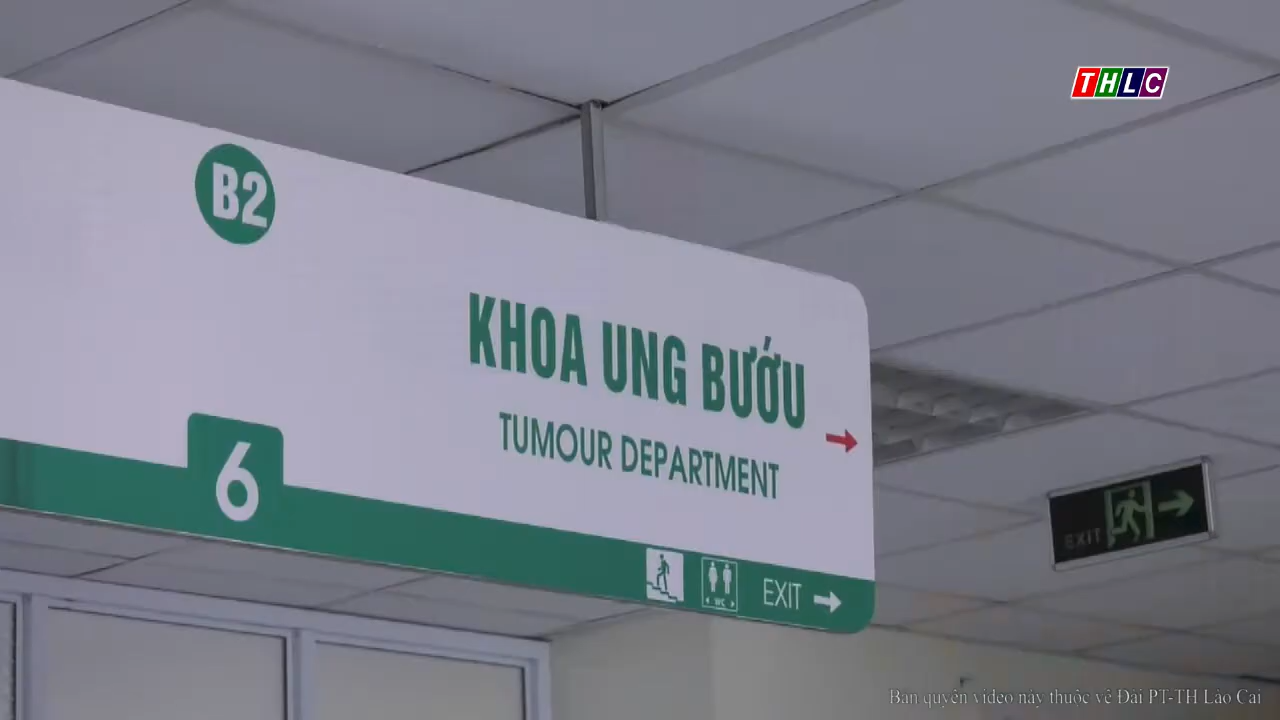 THLC
B2
KHOA UNG BƯỚU
TUMOUR DEPARTMENT
6
WC
EXIT
EXIT
Bản quyền video này thuộc về Đài PT-TH Lào Cai